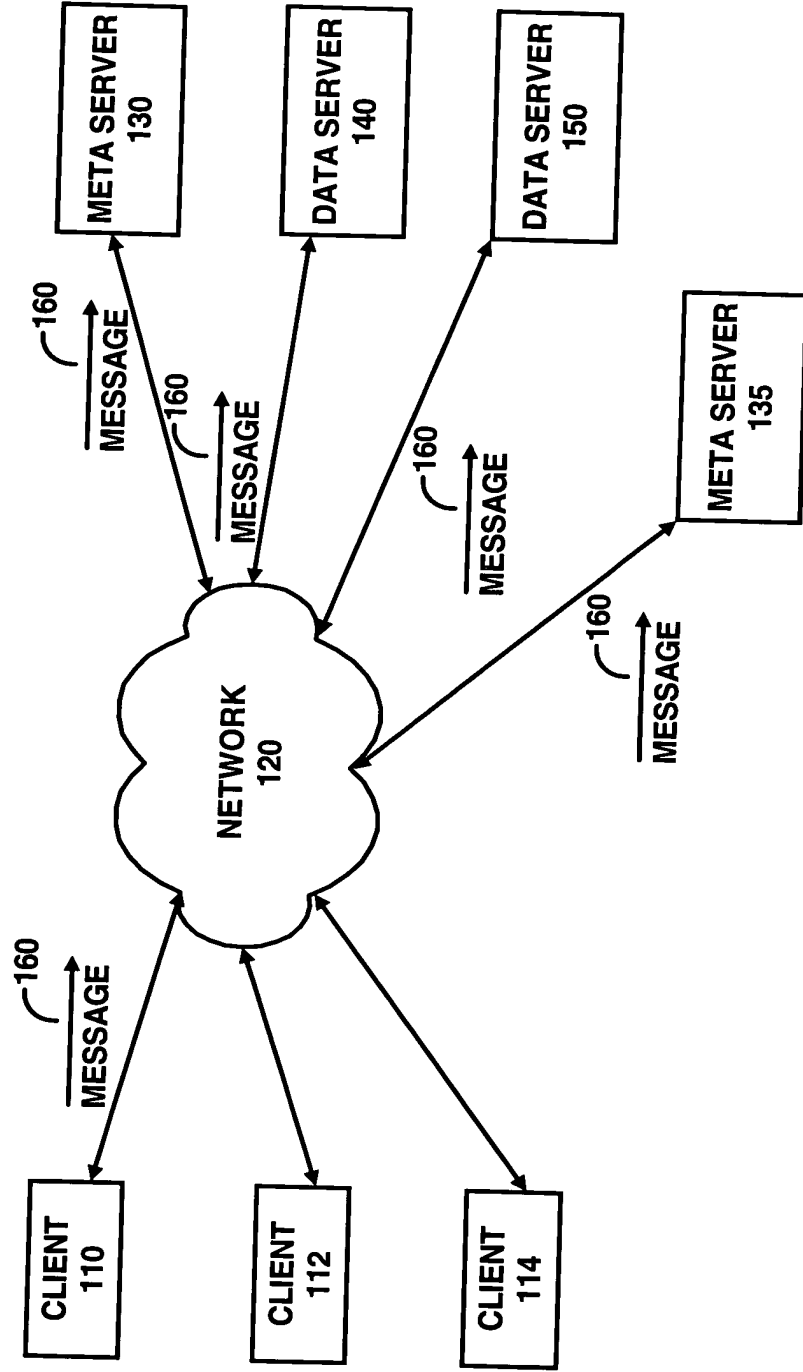 CLIENT
110
CLIENT
112
CLIENT
114
160
MESSAGE
NETWORK
120
160
MESSAGE
160
MESSAGE
160
MESSAGE
160
MESSAGE
META SERVER
130
DATA SERVER
140
DATA SERVER
150
META SERVER
135